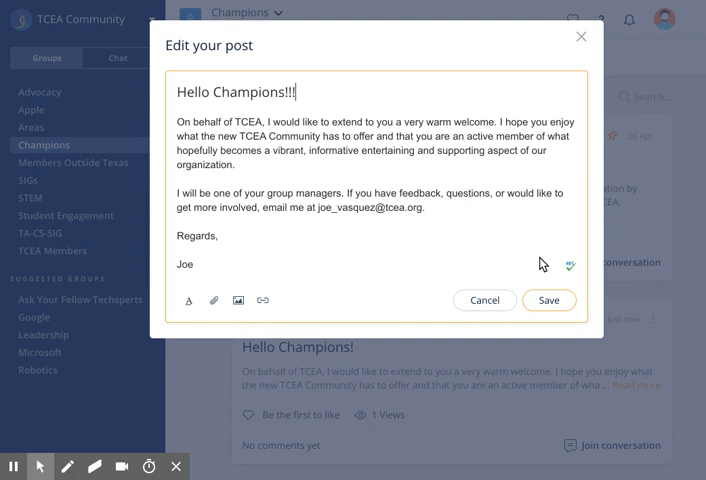 TCEA Community
Champions
Groups
Chat
Search...
Advocacy
Apple
Areas
Champions
Members Outside Texas
SIGs
STEM
Student Engagement
TA-CS-SIG
TCEA Members
SUGGESTED GROUPS
Ask Your Fellow Techsperts
Google
Leadership
Microsoft
Robotics
Edit your post
Hello Champions!!!
On behalf of TCEA, I would like to extend to you a very warm welcome. I hope you enjoy
what the new TCEA Community has to offer and that you are an active member of what
hopefully becomes a vibrant, informative entertaining and supporting aspect of our
organization.
I will be one of your group managers. If you have feedback, questions, or would like to
get more involved, email me at joe_vasquez@tcea.org.
Regards,
Joe
ABC
A
Cancel
Save
26 Apr
ation by
CEA.
conversation
Just now
Hello Champions!
On behalf of TCEA, I would like to extend to you a very warm welcome. I hope you enjoy what
the new TCEA Community has to offer and that you are an active member of wha ... Read more
Be the first to like
1 Views
No comments yet
Join conversation